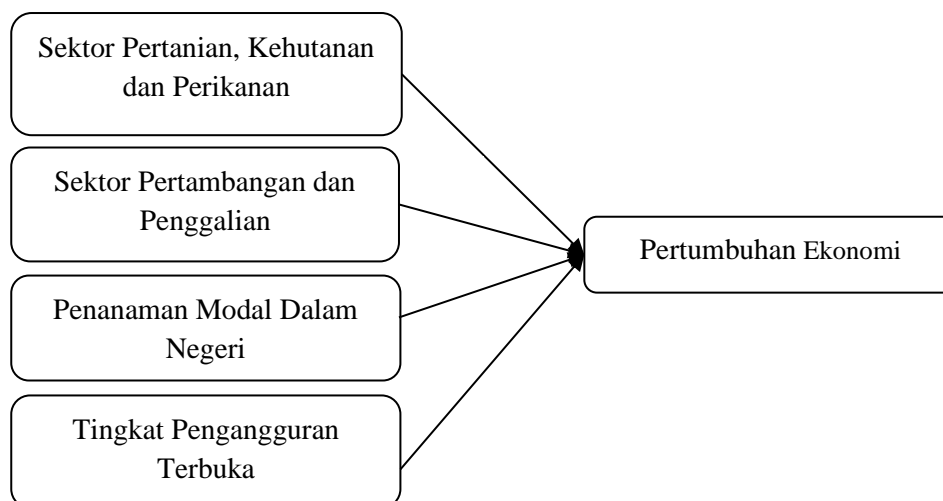 Sektor Pertanian, Kehutanan
dan Perikanan
Sektor Pertambangan dan
Penggalian
Penanaman Modal Dalam
Negeri
Tingkat Pengangguran
Terbuka
Pertumbuhan Ekonomi